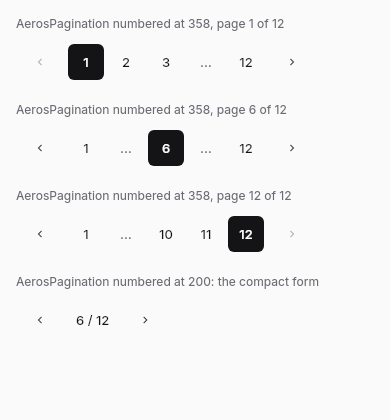 AerosPagination numbered at 358, page 1 of 12
‹ 1 2 3 … 12 ›
AerosPagination numbered at 358, page 6 of 12
‹ 1 … 6 … 12 ›
AerosPagination numbered at 358, page 12 of 12
‹ 1 … 10 11 12 ›
AerosPagination numbered at 200: the compact form
‹ 6 / 12 ›